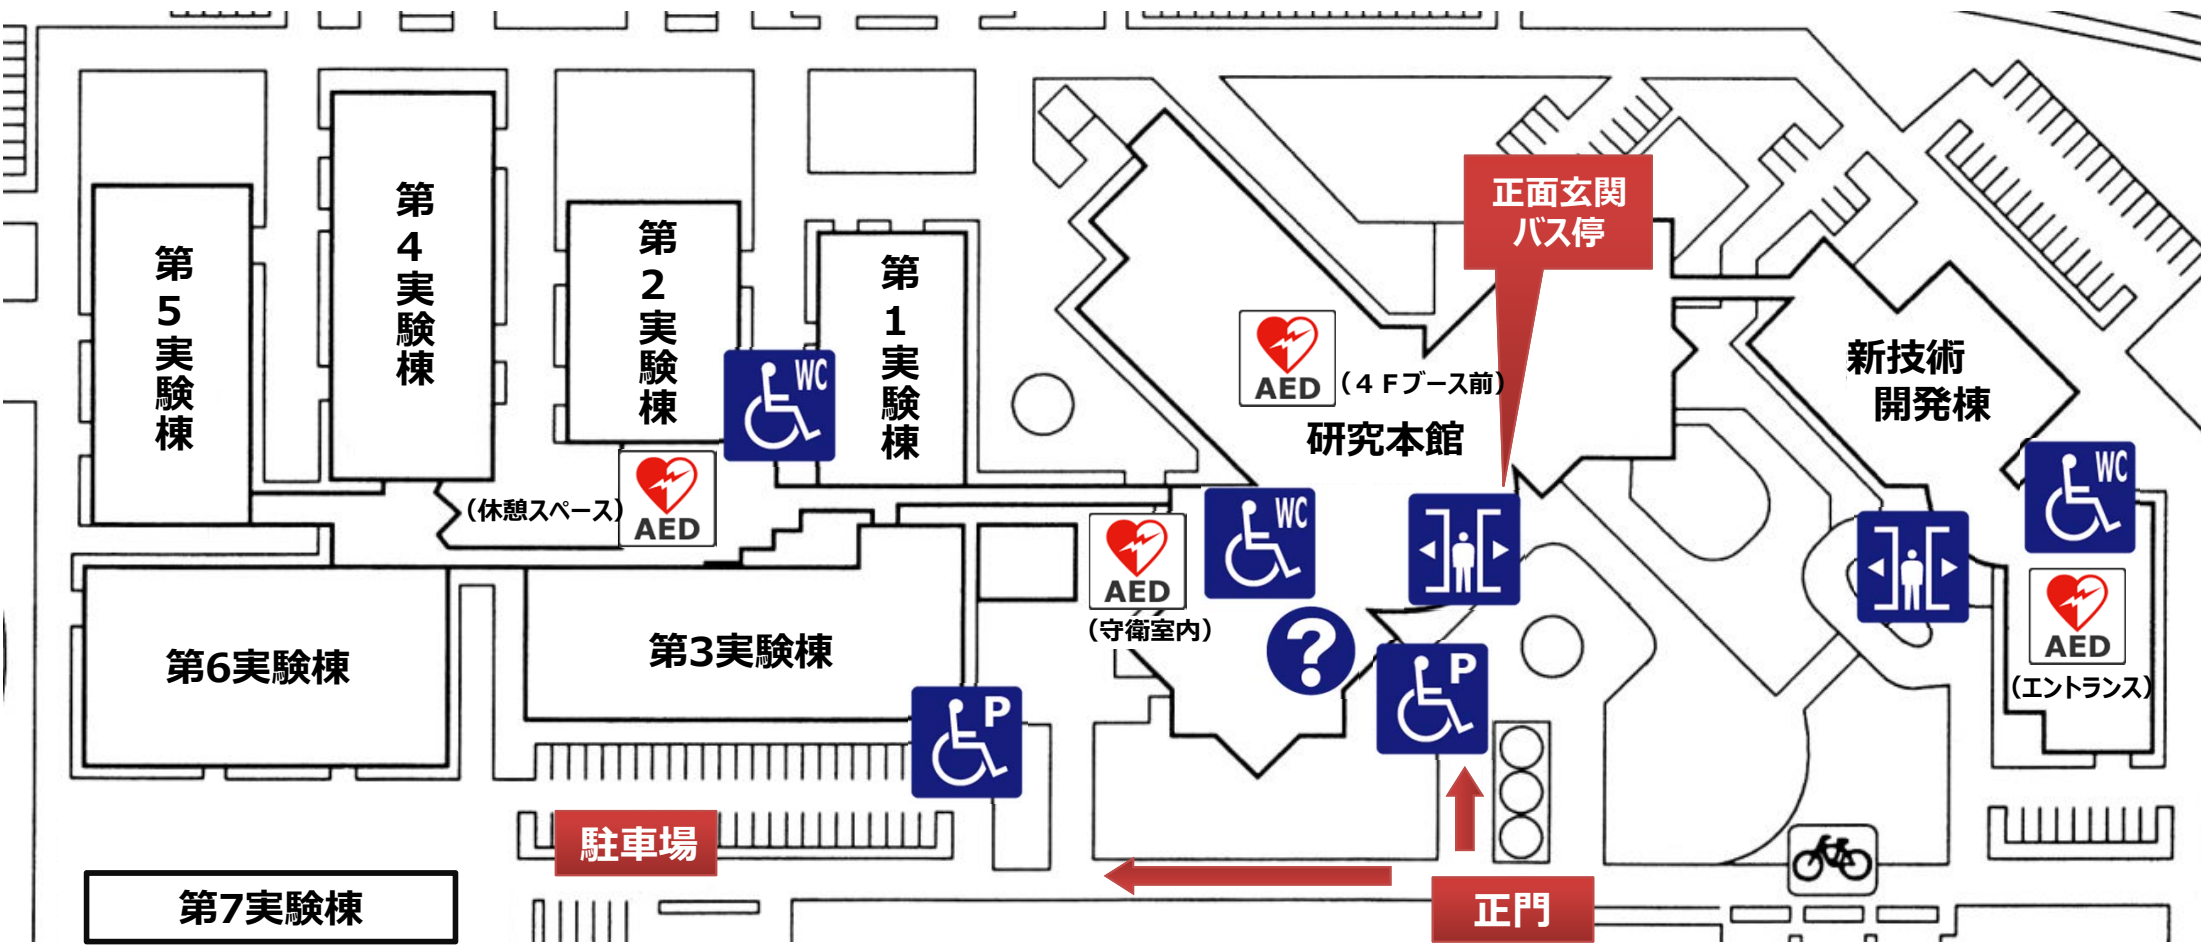 正面玄関
バス停
第4実験棟
第5実験棟
第2実験棟
第1実験棟
WC
AED
(4Fブース前)
研究本館
新技術
開発棟
WC
AED
(休憩スペース)
WC
AED
(守衛室内)
?
AED
(エントランス)
第6実験棟
第3実験棟
P
P
駐車場
第7実験棟
正門